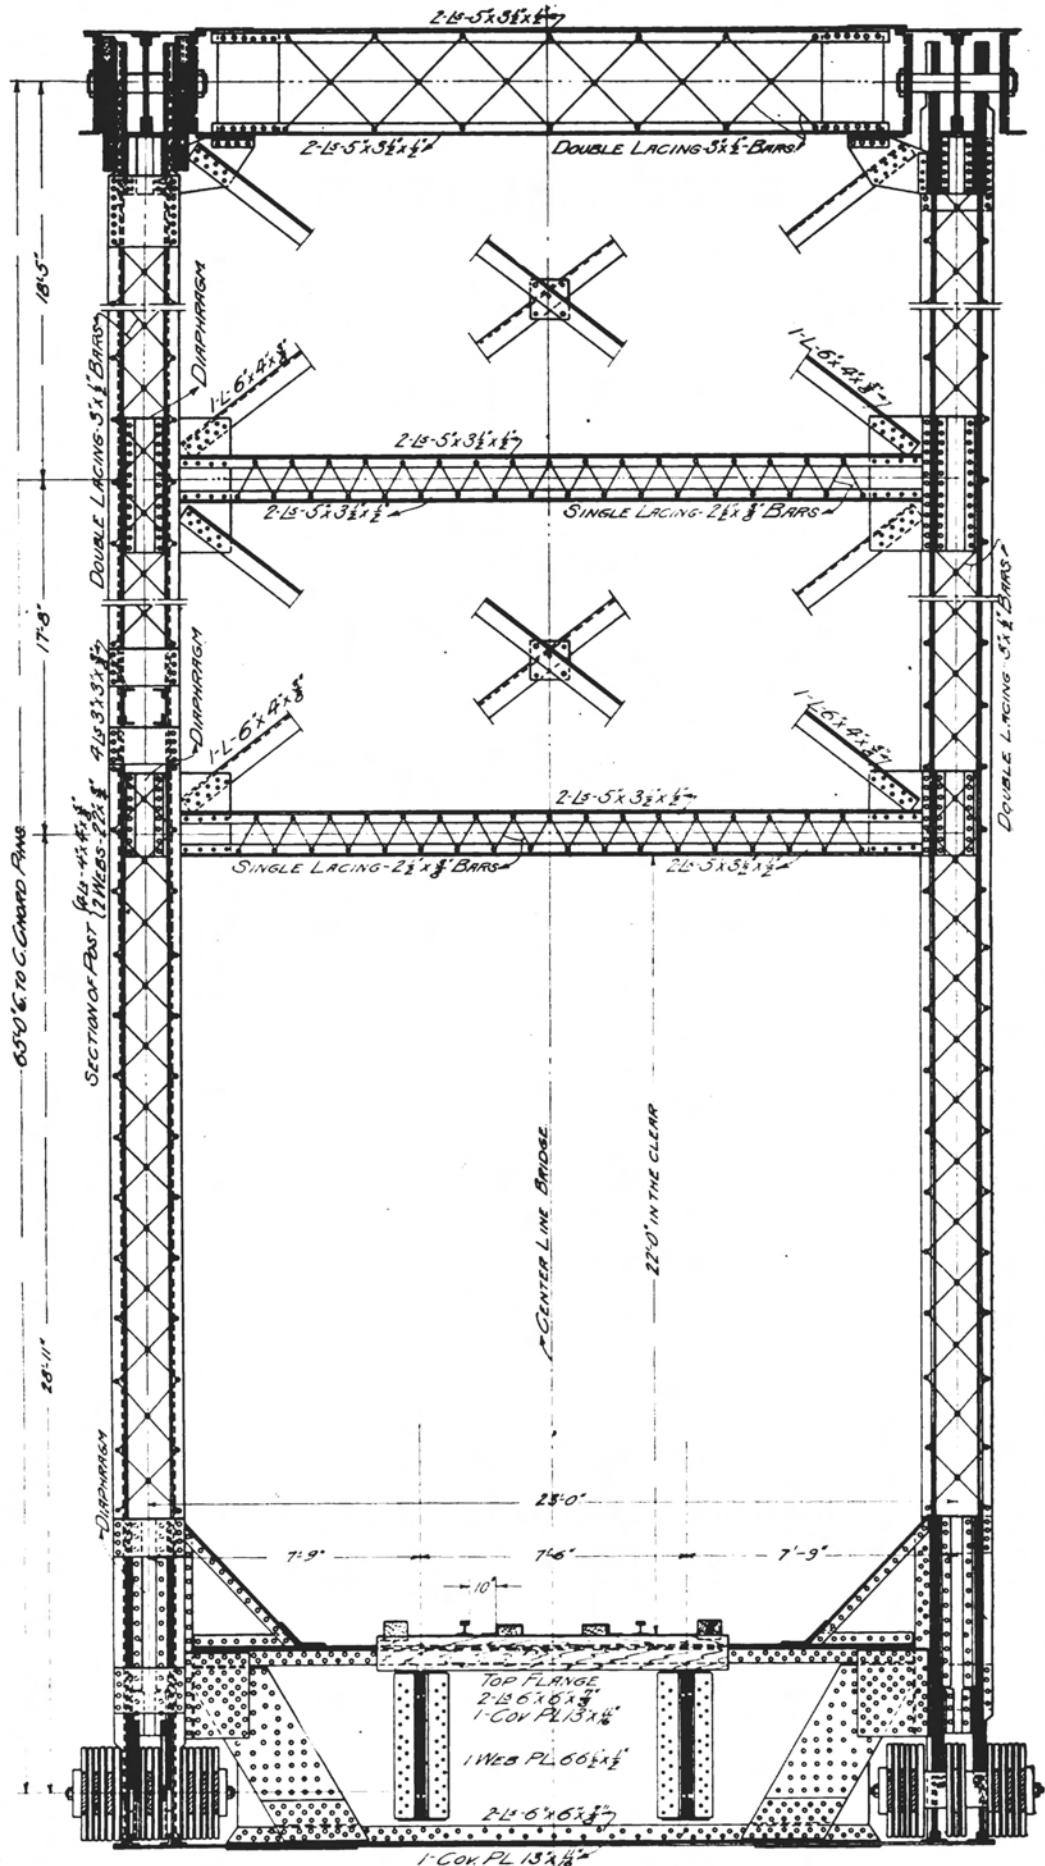 2-Ls-5"x3½"x½"
2-Ls-5"x3½"x½"
DOUBLE LACING-3"x½"-BARS
18'-5"
DIAPHRAGM
DOUBLE LACING-3"x½" BARS
1-L-6"x4"x⅜"
1-L-6"x4"x⅜"
2-Ls-5"x3½"x½"
2-Ls-5"x3½"x½"
SINGLE LACING-2½"x⅜" BARS
17'-8"
DOUBLE LACING-3"x½" BARS
4-Ls 3"x3"x⅜"
DIAPHRAGM
1-L-6"x4"x⅜"
1-L-6"x4"x⅜"
2-Ls-5"x3½"x½"
SINGLE LACING-2½"x⅜" BARS
2-Ls-5"x3½"x½"
SECTION OF POST
4-Ls-4"x4"
2 WEBS-22"
65'-0" C. TO C. CHORD PINS
CENTER LINE BRIDGE
22'-0" IN THE CLEAR
28'-11"
DIAPHRAGM
23'-0"
7'-9"
7'-6"
7'-9"
10"
TOP FLANGE
2-Ls 6"x6"x⅞"
1-COV PL 13"x11/16"
1 WEB PL 66½"x½"
2-Ls-6"x6"x⅞"
1-COV. PL 13"x11/16"